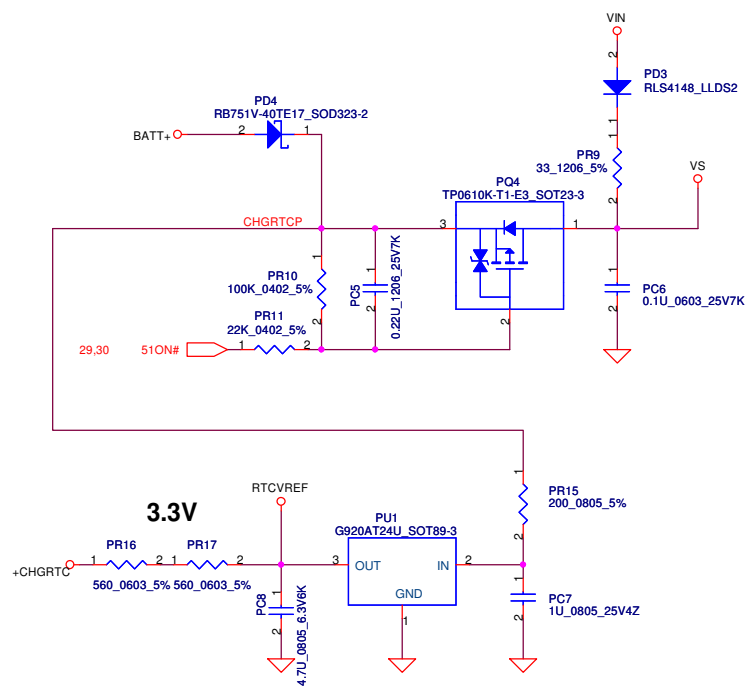 VIN
2
PD3
RLS4148_LLDS2
1
PD4
RB751V-40TE17_SOD323-2
BATT+
2
1
1
PR9
33_1206_5%
2
VS
PQ4
TP0610K-T1-E3_SOT23-3
CHGRTCP
3
1
2
1
PR10
100K_0402_5%
2
1
PC5
0.22U_1206_25V7K
2
1
PC6
0.1U_0603_25V7K
2
PR11
22K_0402_5%
29,30
51ON#
1
2
1
PR15
200_0805_5%
2
3.3V
RTCVREF
PU1
G920AT24U_SOT89-3
+CHGRTC
1
PR16
2
560_0603_5%
1
PR17
2
560_0603_5%
3
OUT
IN
2
GND
1
1
PC8
4.7U_0805_6.3V6K
2
1
PC7
1U_0805_25V4Z
2